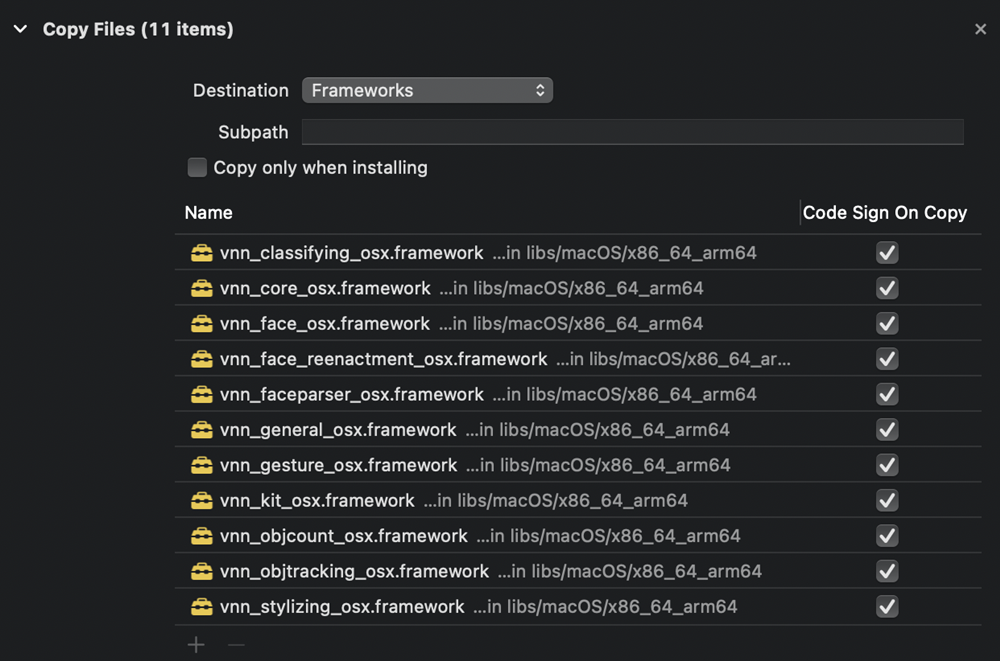 Copy Files (11 items)
Destination Frameworks
Subpath
Copy only when installing
Name Code Sign On Copy
vnn_classifying_osx.framework ...in libs/macOS/x86_64_arm64
vnn_core_osx.framework ...in libs/macOS/x86_64_arm64
vnn_face_osx.framework ...in libs/macOS/x86_64_arm64
vnn_face_reenactment_osx.framework ...in libs/macOS/x86_64_ar...
vnn_faceparser_osx.framework ...in libs/macOS/x86_64_arm64
vnn_general_osx.framework ...in libs/macOS/x86_64_arm64
vnn_gesture_osx.framework ...in libs/macOS/x86_64_arm64
vnn_kit_osx.framework ...in libs/macOS/x86_64_arm64
vnn_objcount_osx.framework ...in libs/macOS/x86_64_arm64
vnn_objtracking_osx.framework ...in libs/macOS/x86_64_arm64
vnn_stylizing_osx.framework ...in libs/macOS/x86_64_arm64